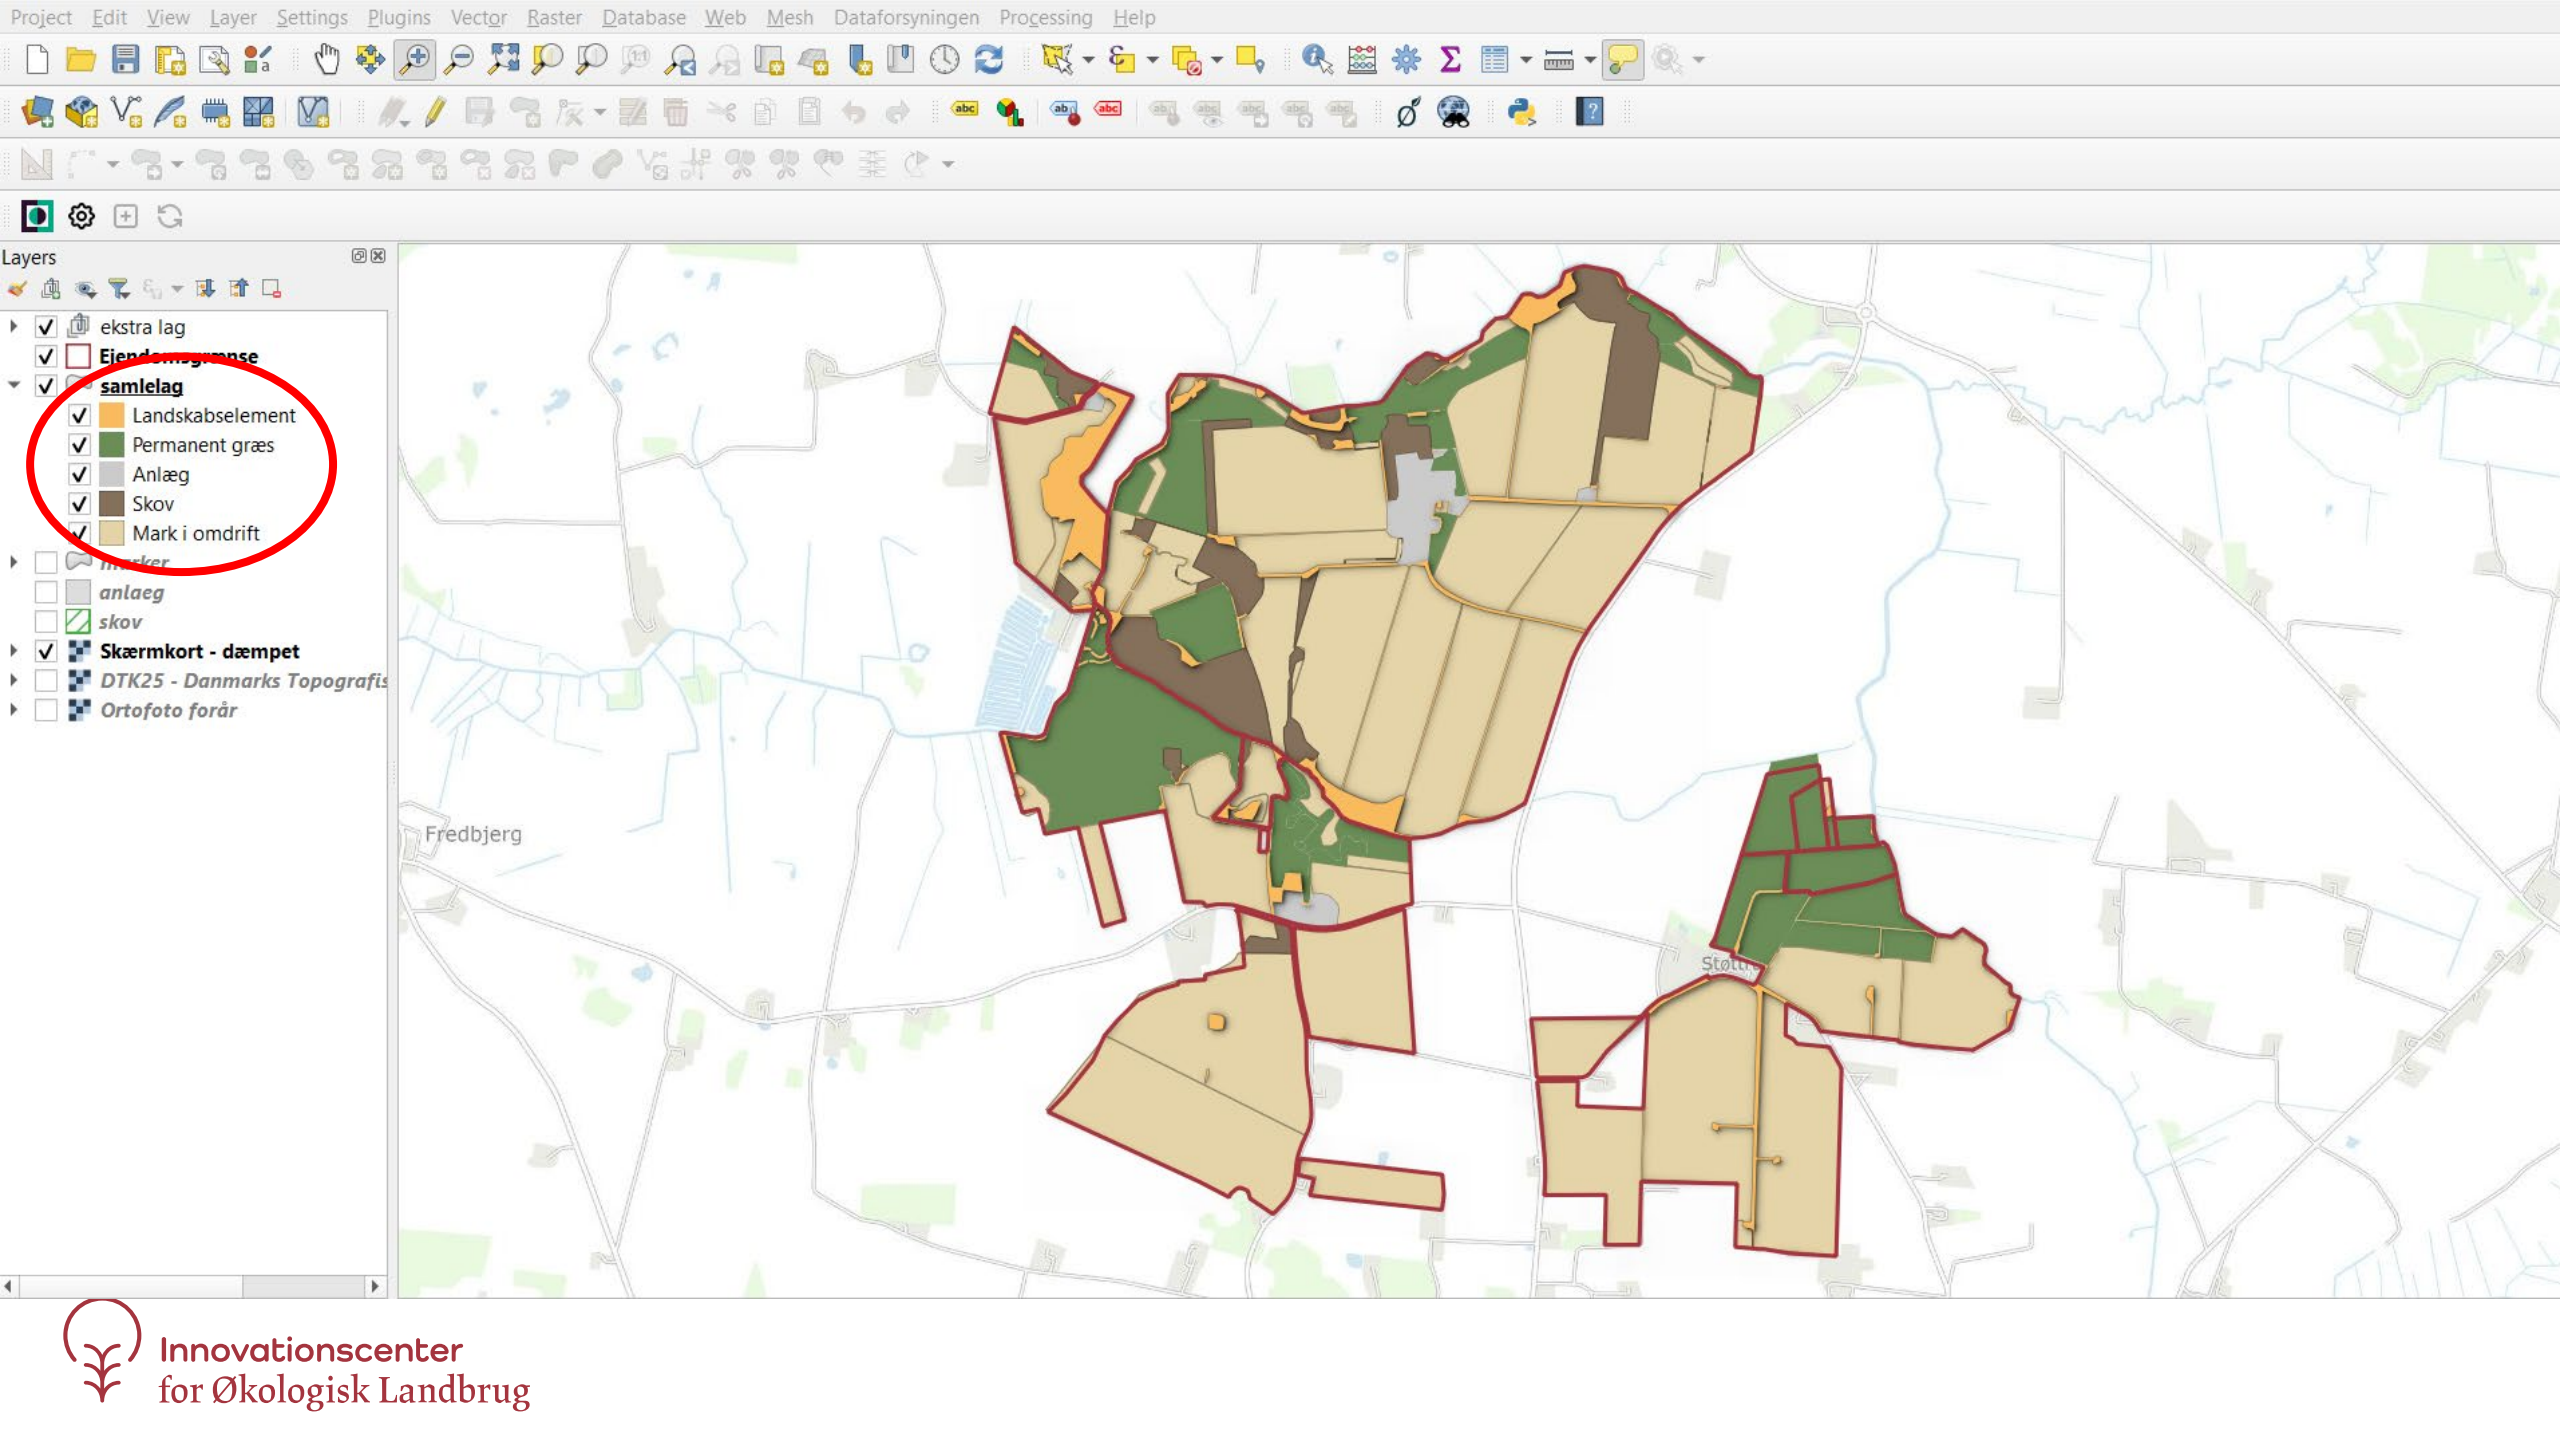 Project Edit View Layer Settings Plugins Vector Raster Database Web Mesh Dataforsyningen Processing Help
Layers
ekstra lag
Ejendomsgrænse
samlelag
Landskabselement
Permanent græs
Anlæg
Skov
Mark i omdrift
marker
anlaeg
skov
Skærmkort - dæmpet
DTK25 - Danmarks Topografis
Ortofoto forår
Fredbjerg
Innovationscenter
for Økologisk Landbrug